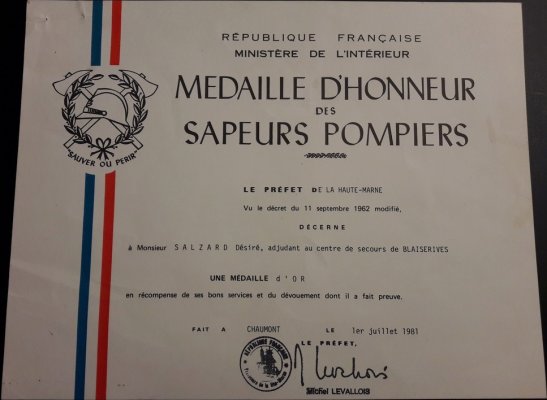 RÉPUBLIQUE FRANÇAISE
MINISTÈRE DE L'INTÉRIEUR
MEDAILLE D'HONNEUR
DES
SAPEURS POMPIERS
"SAUVER OU PERIR"
LE PRÉFET DE LA HAUTE-MARNE
Vu le décret du 11 septembre 1962 modifié,
DÉCERNE
à Monsieur SALZARD Désiré, adjudant au centre de secours de BLAISERIVES
UNE MÉDAILLE d'OR
en récompense de ses bons services et du dévouement dont il a fait preuve.
FAIT A CHAUMONT LE 1er juillet 1981
LE PRÉFET,
RÉPUBLIQUE FRANÇAISE
Michel LEVALLOIS